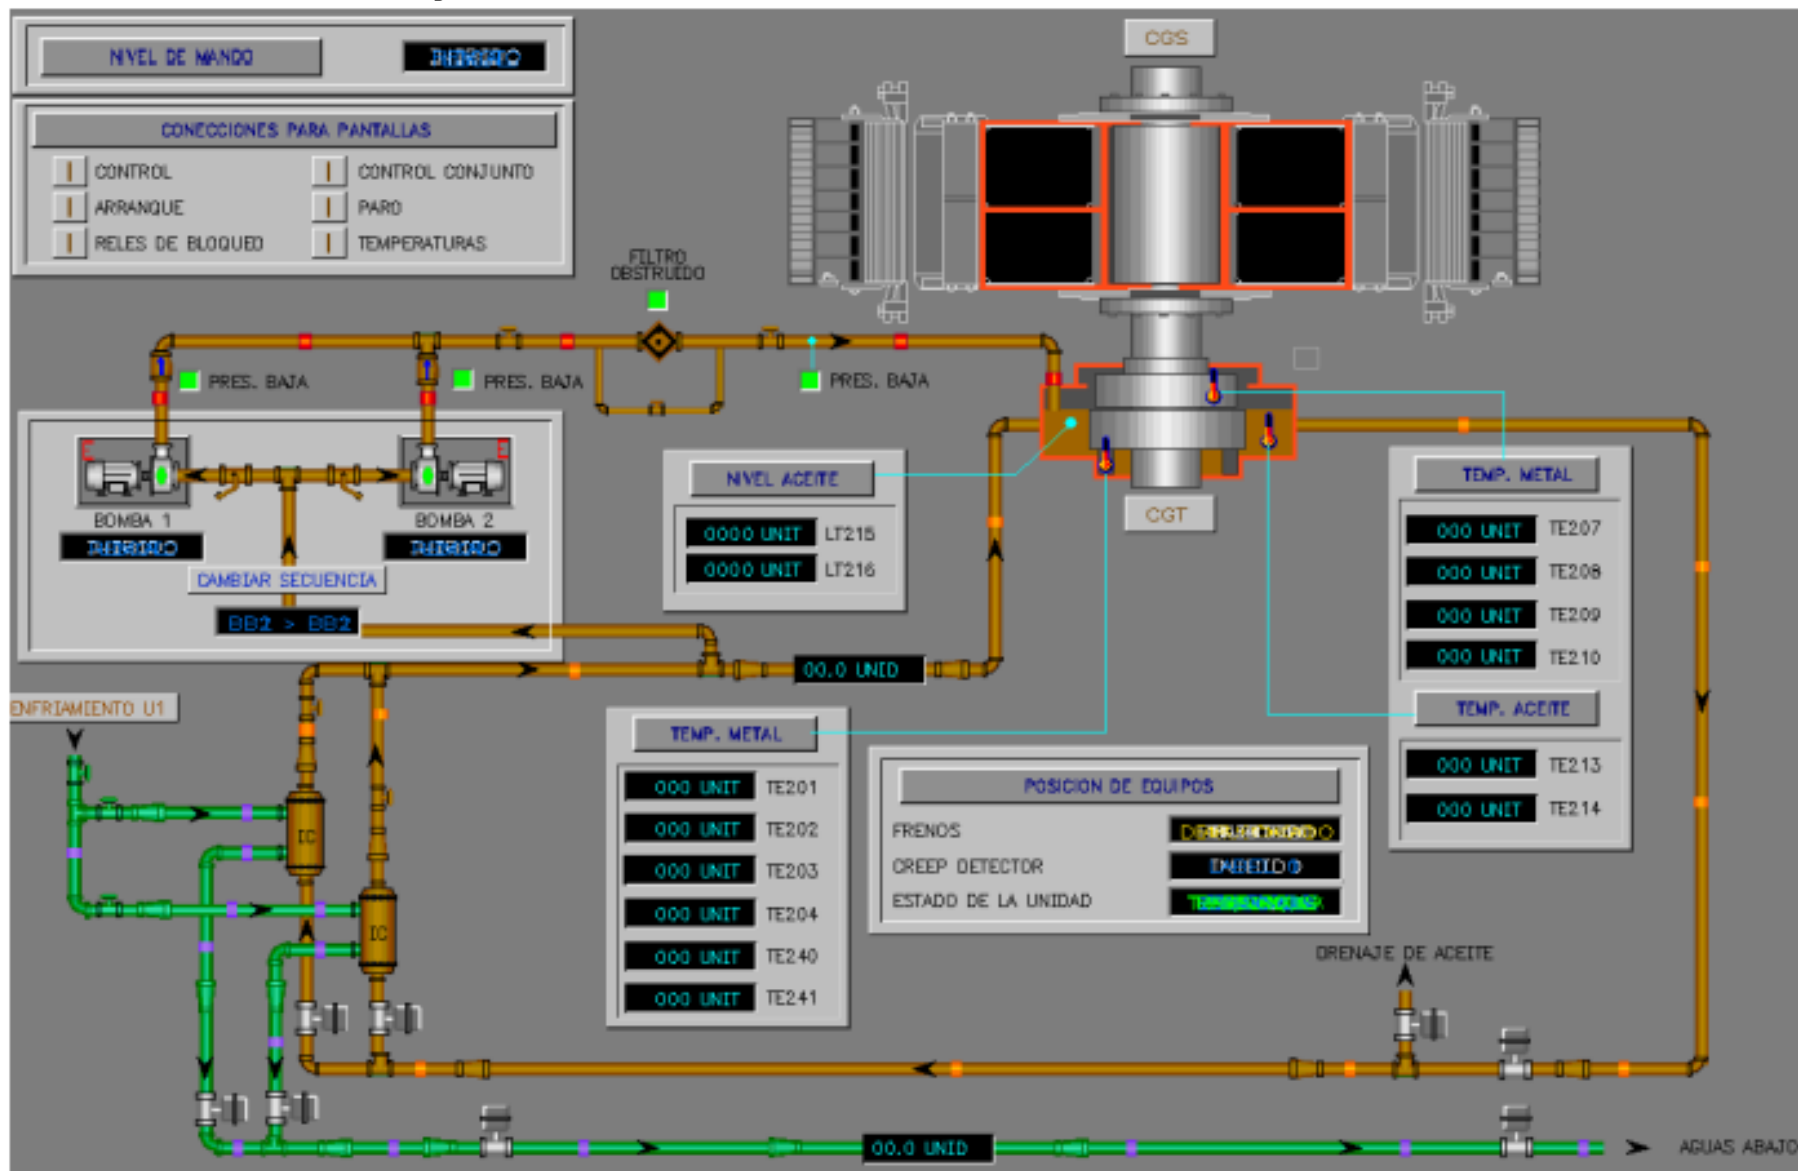 NIVEL DE MANDO
CGS
CONECCIONES PARA PANTALLAS
CONTROL
CONTROL CONJUNTO
ARRANQUE
PARO
RELES DE BLOQUEO
TEMPERATURAS
FILTRO
OBSTRUIDO
PRES. BAJA
PRES. BAJA
PRES. BAJA
E
E
BOMBA 1
BOMBA 2
CAMBIAR SECUENCIA
NIVEL ACEITE
0000 UNIT LT215
0000 UNIT LT216
CGT
TEMP. METAL
000 UNIT TE207
000 UNIT TE208
000 UNIT TE209
000 UNIT TE210
TEMP. ACEITE
000 UNIT TE213
000 UNIT TE214
00.0 UNID
ENFRIAMIENTO U1
TEMP. METAL
000 UNIT TE201
000 UNIT TE202
000 UNIT TE203
000 UNIT TE204
000 UNIT TE240
000 UNIT TE241
POSICION DE EQUIPOS
FRENOS
CREEP DETECTOR
ESTADO DE LA UNIDAD
IC
IC
DRENAJE DE ACEITE
00.0 UNID
AGUAS ABAJO